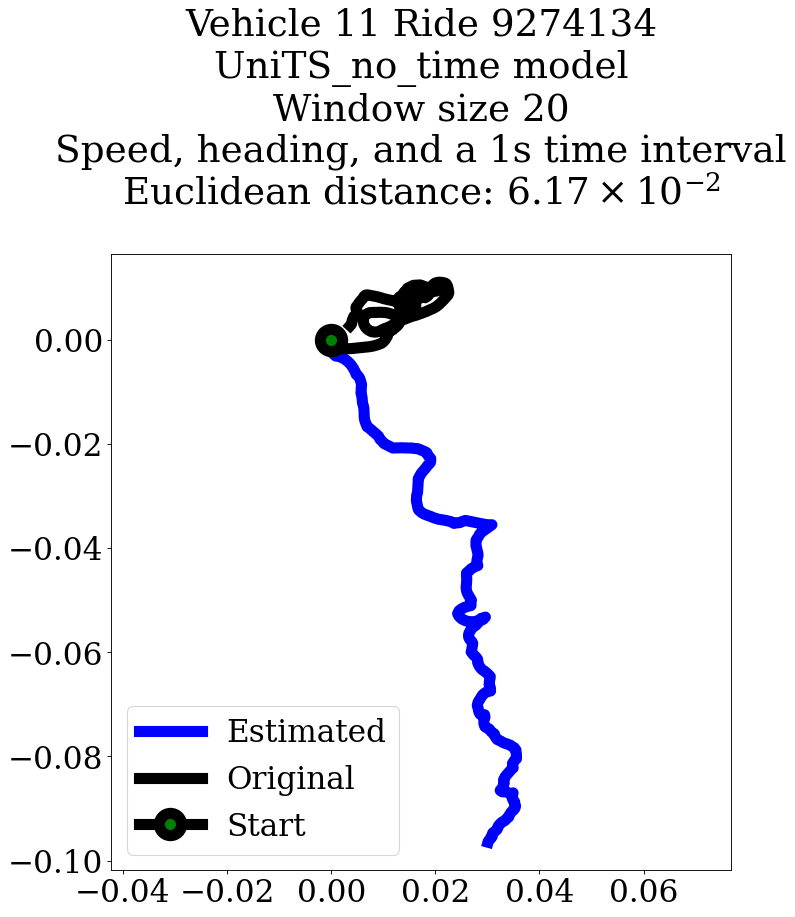 Vehicle 11 Ride 9274134
UniTS_no_time model
Window size 20
Speed, heading, and a 1s time interval
Euclidean distance: 6.17 × 10⁻²
0.00
−0.02
−0.04
−0.06
−0.08
−0.10
Estimated
Original
Start
−0.04 −0.02 0.00 0.02 0.04 0.06